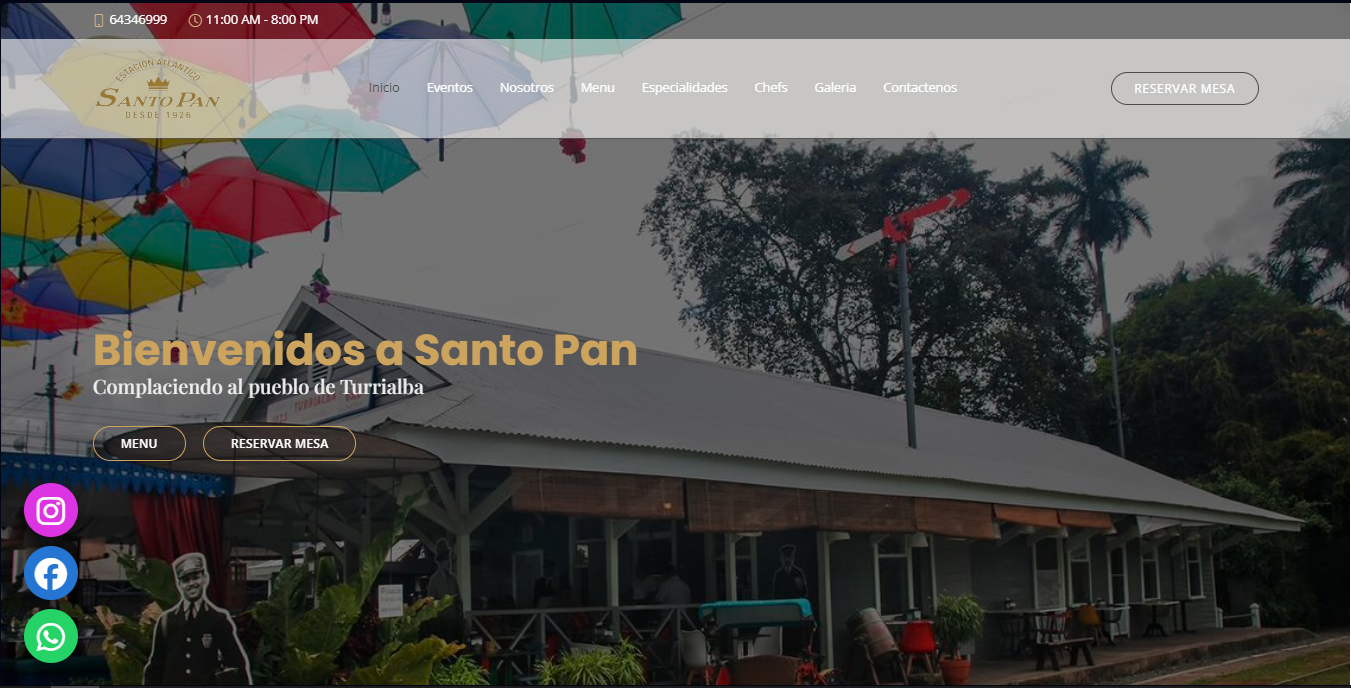 64346999 11:00 AM - 8:00 PM
ESTACION ATLANTICO
SANTO PAN
DESDE 1926
Inicio Eventos Nosotros Menu Especialidades Chefs Galeria Contactenos
RESERVAR MESA
Bienvenidos a Santo Pan
Complaciendo al pueblo de Turrialba
TURRIALBA
MENU RESERVAR MESA